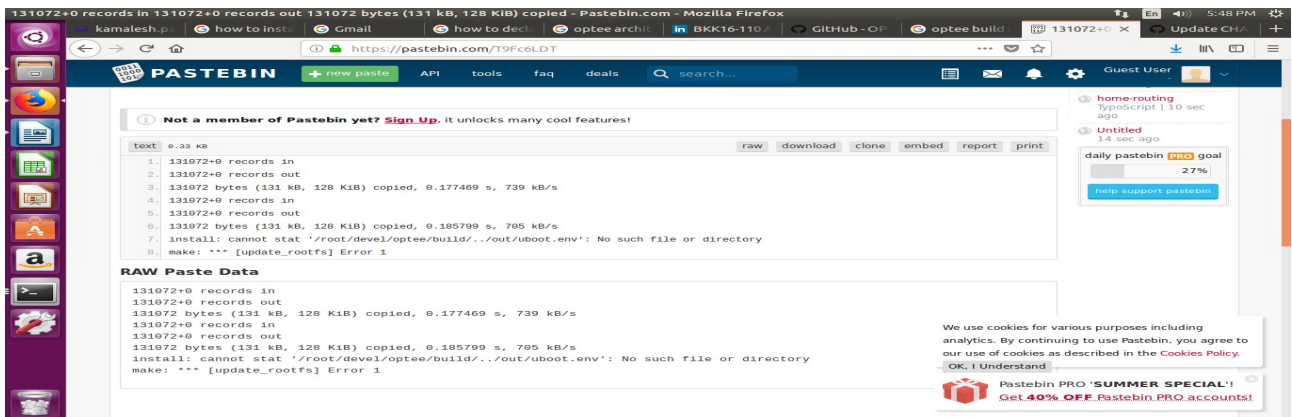 131072+0 records in 131072+0 records out 131072 bytes (131 kB, 128 KiB) copied - Pastebin.com - Mozilla Firefox
En 5:48 PM
kamalesh.p how to inst Gmail how to decl optee archit in BKK16-110 GitHub - OP optee build 131072+0 × Update CHA
https://pastebin.com/T9Fc6LDT
PASTEBIN + new paste API tools faq deals search... Guest User
home-routing
TypoScript | 10 sec
ago
Untitled
14 sec ago
daily pastebin PRO goal
27%
help support pastebin
Not a member of Pastebin yet? Sign Up, it unlocks many cool features!
text 0.33 KB raw download clone embed report print
1. 131072+0 records in
2. 131072+0 records out
3. 131072 bytes (131 kB, 128 KiB) copied, 0.177469 s, 739 kB/s
4. 131072+0 records in
5. 131072+0 records out
6. 131072 bytes (131 kB, 128 KiB) copied, 0.185799 s, 705 kB/s
7. install: cannot stat '/root/devel/optee/build/../out/uboot.env': No such file or directory
8. make: *** [update_rootfs] Error 1
RAW Paste Data
131072+0 records in
131072+0 records out
131072 bytes (131 kB, 128 KiB) copied, 0.177469 s, 739 kB/s
131072+0 records in
131072+0 records out
131072 bytes (131 kB, 128 KiB) copied, 0.185799 s, 705 kB/s
install: cannot stat '/root/devel/optee/build/../out/uboot.env': No such file or directory
make: *** [update_rootfs] Error 1
We use cookies for various purposes including
analytics. By continuing to use Pastebin, you agree to
our use of cookies as described in the Cookies Policy.
OK, I Understand
Pastebin PRO 'SUMMER SPECIAL'!
Get 40% OFF Pastebin PRO accounts!